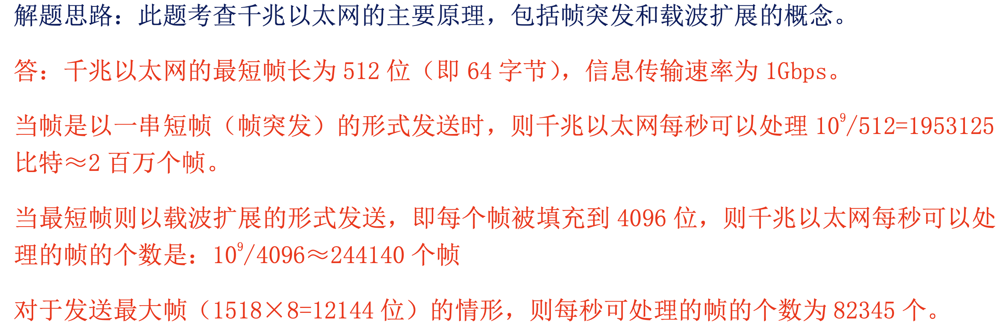 解题思路：此题考查千兆以太网的主要原理，包括帧突发和载波扩展的概念。
答：千兆以太网的最短帧长为 512 位（即 64 字节），信息传输速率为 1Gbps。
当帧是以一串短帧（帧突发）的形式发送时，则千兆以太网每秒可以处理 10⁹/512=1953125
比特≈2 百万个帧。
当最短帧则以载波扩展的形式发送，即每个帧被填充到 4096 位，则千兆以太网每秒可以处
理的帧的个数是：10⁹/4096≈244140 个帧
对于发送最大帧（1518×8=12144 位）的情形，则每秒可处理的帧的个数为 82345 个。